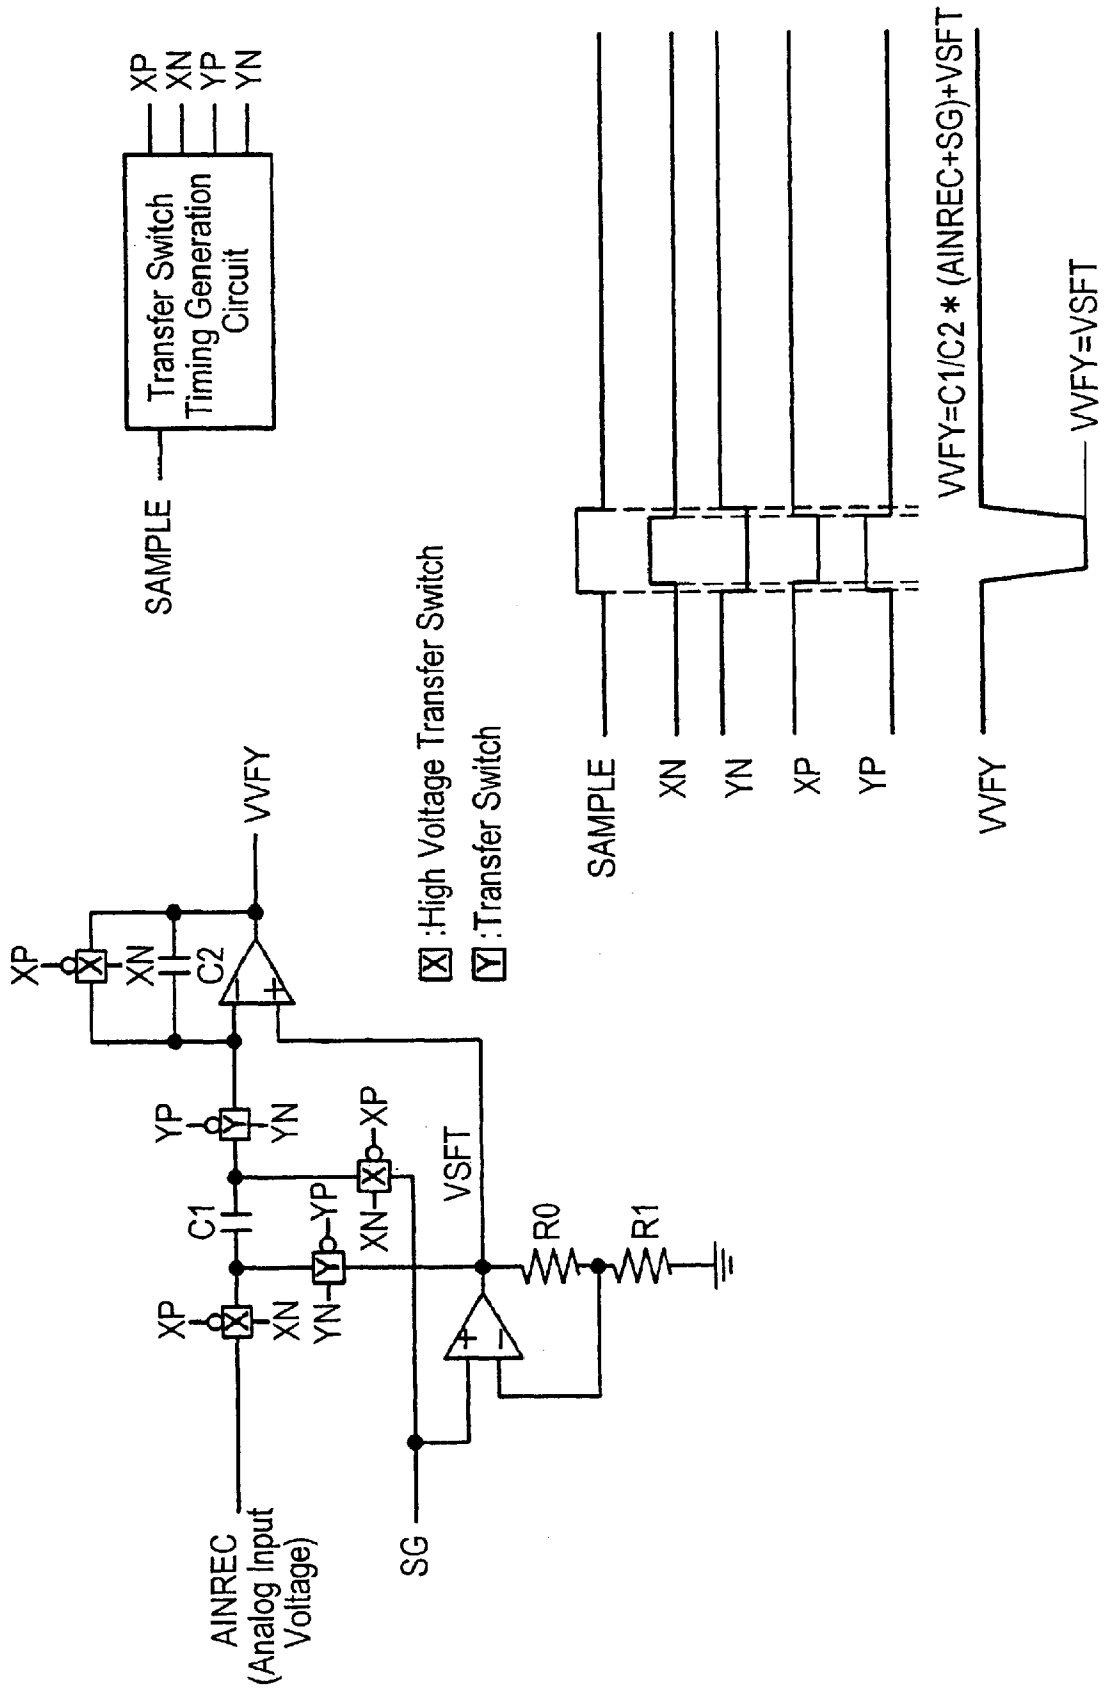 XP
XN
C2
VVFY
YP
YN
C1
XP
XN
YN
YP
XN
XP
VSFT
R0
R1
AINREC
(Analog Input
Voltage)
SG
X
X
X
Y
Y
+
−
+
−
X :High Voltage Transfer Switch
Y :Transfer Switch
SAMPLE
Transfer Switch
Timing Generation
Circuit
XP
XN
YP
YN
SAMPLE
XN
YN
XP
YP
VVFY
VVFY=C1/C2 * (AINREC+SG)+VSFT
VVFY=VSFT